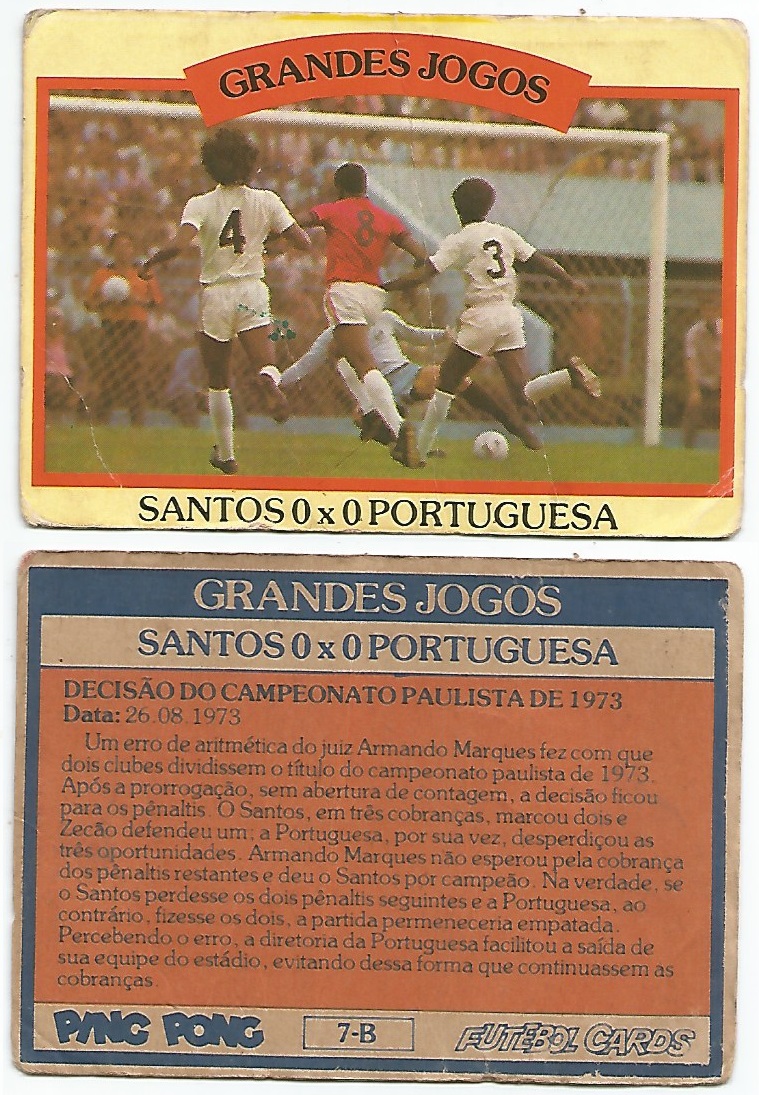 GRANDES JOGOS
4
8
3
SANTOS 0 x 0 PORTUGUESA
GRANDES JOGOS
SANTOS 0 x 0 PORTUGUESA
DECISÃO DO CAMPEONATO PAULISTA DE 1973
Data: 26.08.1973
Um erro de aritmética do juiz Armando Marques fez com que
dois clubes dividissem o título do campeonato paulista de 1973.
Após a prorrogação, sem abertura de contagem, a decisão ficou
para os pênaltis. O Santos, em três cobranças, marcou dois e
Zecão defendeu um; a Portuguesa, por sua vez, desperdiçou as
três oportunidades. Armando Marques não esperou pela cobrança
dos pênaltis restantes e deu o Santos por campeão. Na verdade, se
o Santos perdesse os dois pênaltis seguintes e a Portuguesa, ao
contrário, fizesse os dois, a partida permeneceria empatada.
Percebendo o erro, a diretoria da Portuguesa facilitou a saída de
sua equipe do estádio, evitando dessa forma que continuassem as
cobranças.
PING PONG
7-B
FUTEBOL CARDS